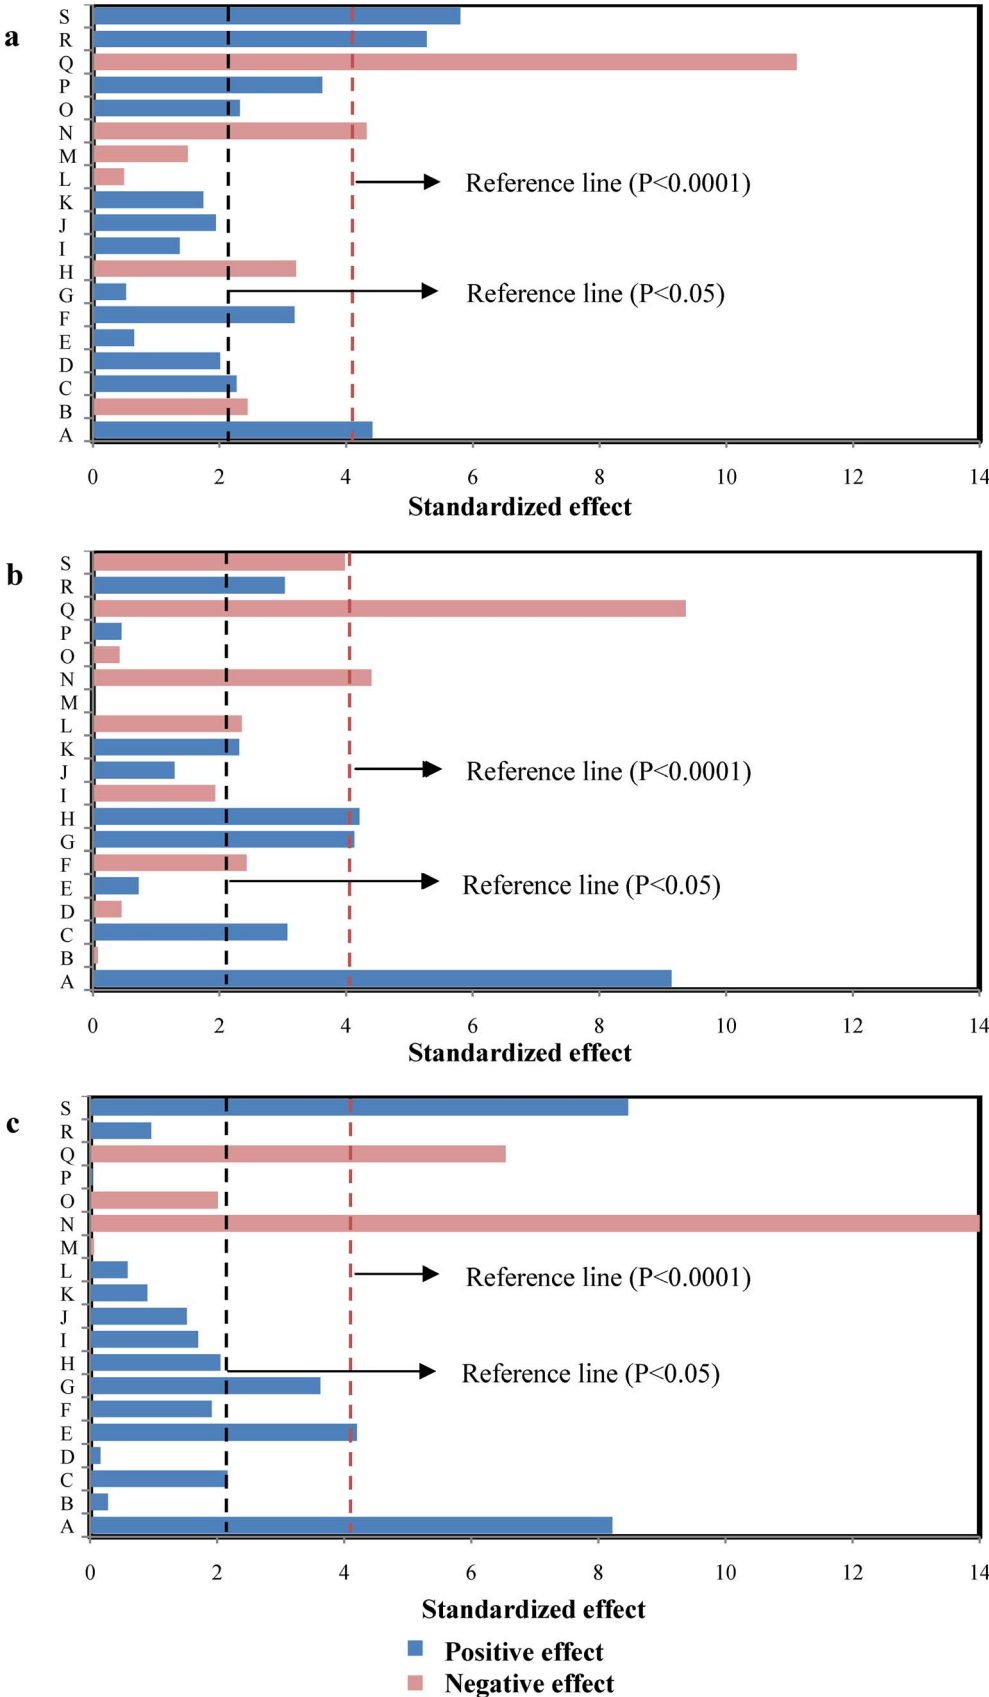 a
S
R
Q
P
O
N
M
L
K
J
I
H
G
F
E
D
C
B
A
Reference line (P<0.0001)
Reference line (P<0.05)
0 2 4 6 8 10 12 14
Standardized effect
b
S
R
Q
P
O
N
M
L
K
J
I
H
G
F
E
D
C
B
A
Reference line (P<0.0001)
Reference line (P<0.05)
0 2 4 6 8 10 12 14
Standardized effect
c
S
R
Q
P
O
N
M
L
K
J
I
H
G
F
E
D
C
B
A
Reference line (P<0.0001)
Reference line (P<0.05)
0 2 4 6 8 10 12 14
Standardized effect
Positive effect
Negative effect